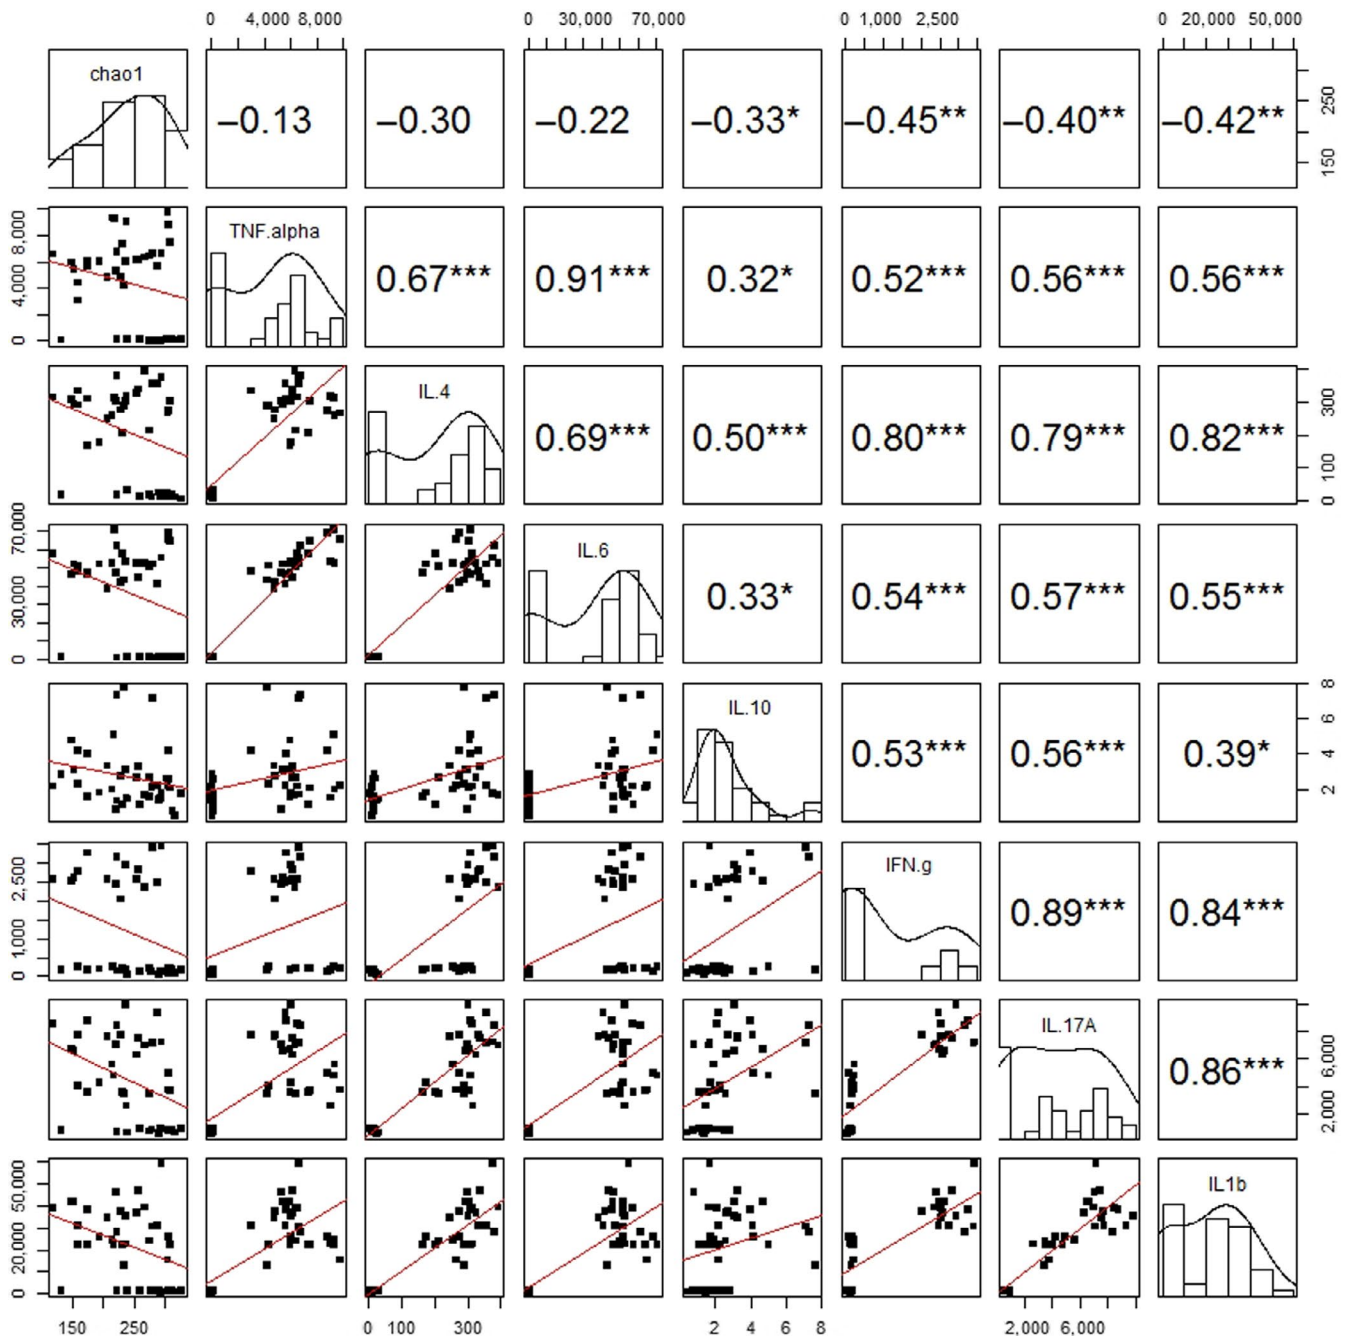 0 4,000 8,000 0 30,000 70,000 0 1,000 2,500 0 20,000 50,000
chao1 −0.13 −0.30 −0.22 −0.33* −0.45** −0.40** −0.42** 250 150
8,000 4,000 0 TNF.alpha 0.67*** 0.91*** 0.32* 0.52*** 0.56*** 0.56***
IL.4 0.69*** 0.50*** 0.80*** 0.79*** 0.82*** 300 100 0
70,000 30,000 0 IL.6 0.33* 0.54*** 0.57*** 0.55***
IL.10 0.53*** 0.56*** 0.39* 8 6 4 2
2,500 1,000 0 IFN.g 0.89*** 0.84***
IL.17A 0.86*** 6,000 2,000
50,000 20,000 0 IL1b
150 250 0 100 300 2 4 6 8 2,000 6,000